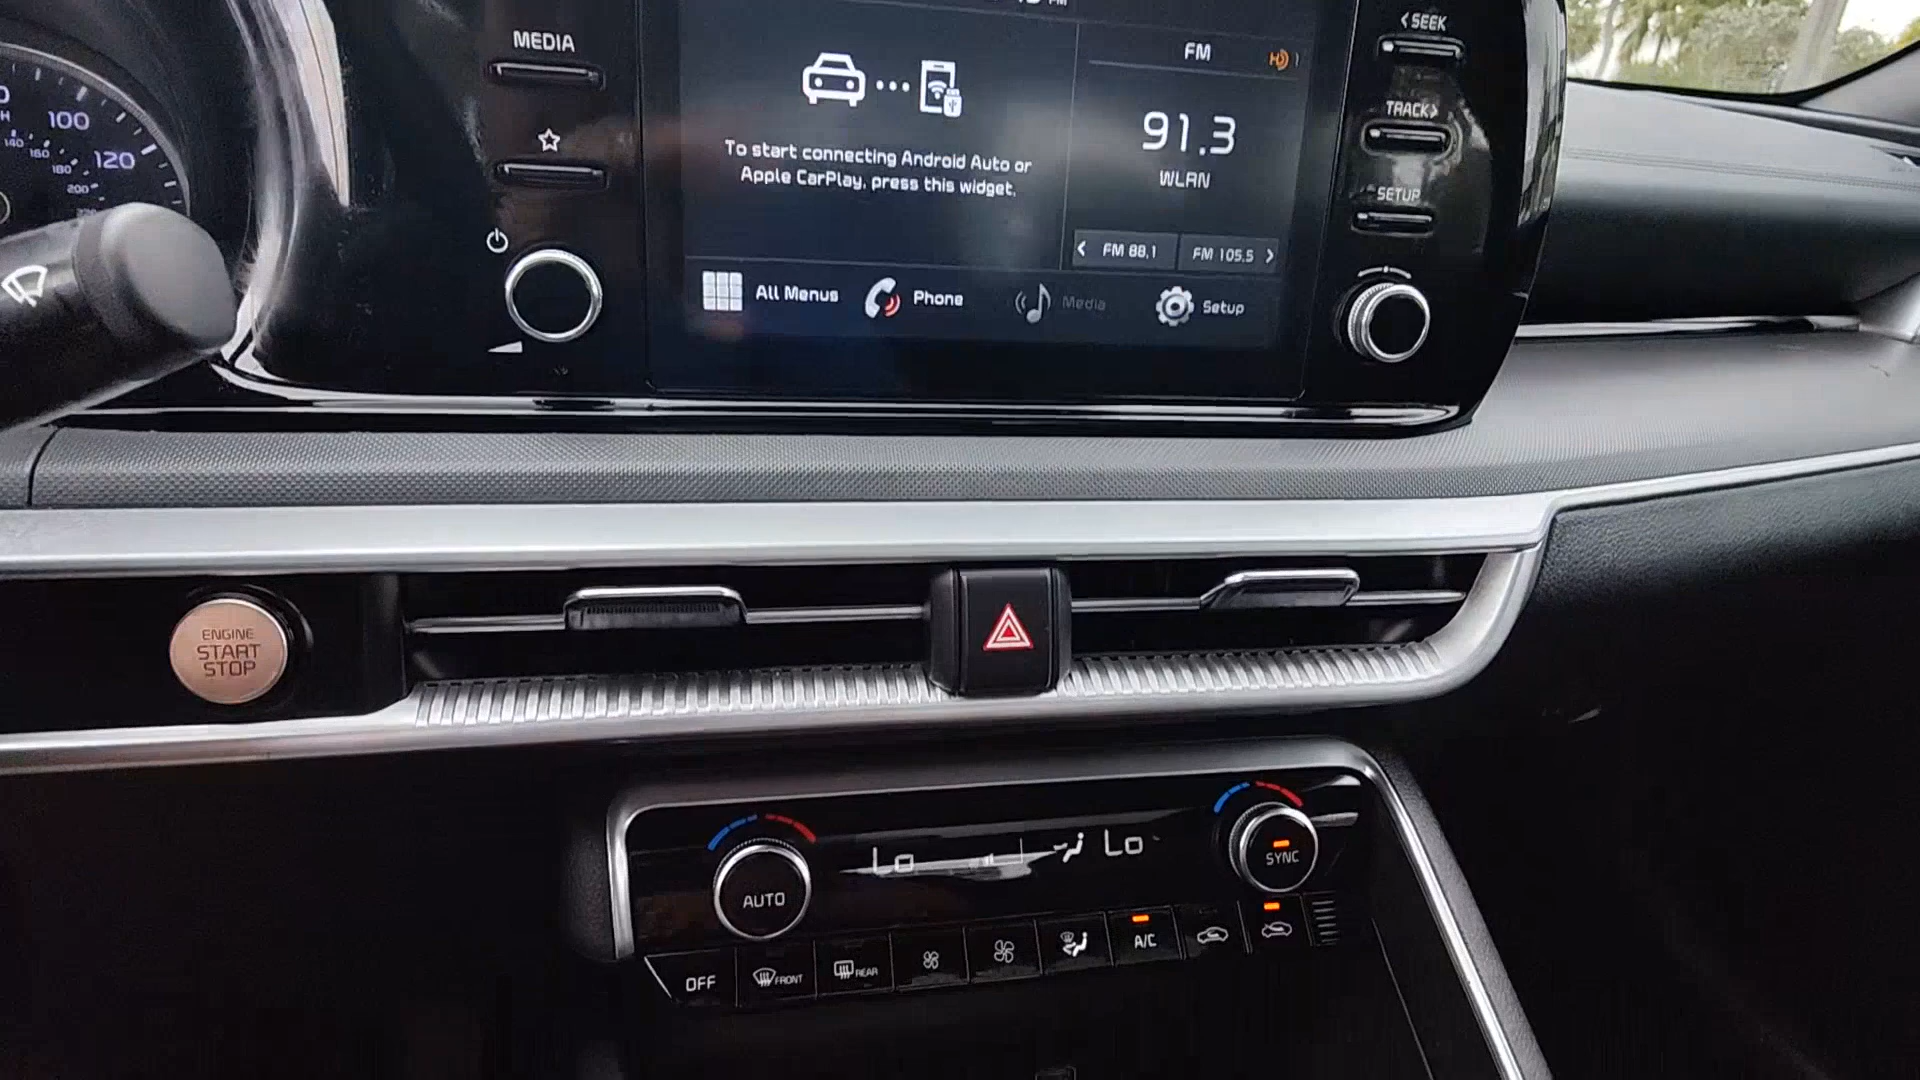 MEDIA
100
120
140
160
180
200
To start connecting Android Auto or
Apple CarPlay, press this widget.
FM
HD
91.3
WLRN
< FM 88.1
FM 105.5 >
All Menus
Phone
Media
Setup
<SEEK
TRACK>
SETUP
ENGINE
START
STOP
Lo
Lo
AUTO
SYNC
OFF
FRONT
REAR
A/C